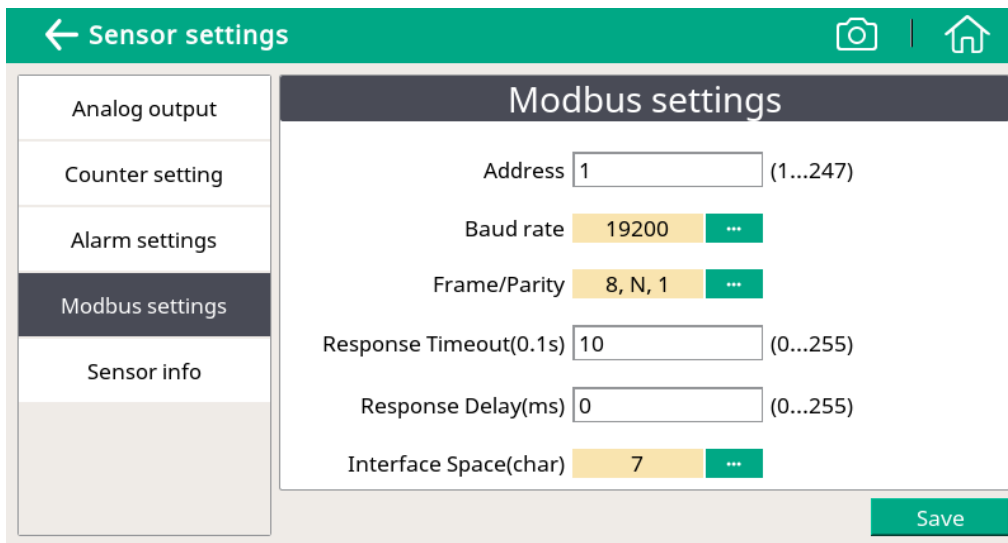 Sensor settings
Analog output
Counter setting
Alarm settings
Modbus settings
Sensor info
Modbus settings
Address 1 (1...247)
Baud rate 19200 ...
Frame/Parity 8, N, 1 ...
Response Timeout(0.1s) 10 (0...255)
Response Delay(ms) 0 (0...255)
Interface Space(char) 7 ...
Save